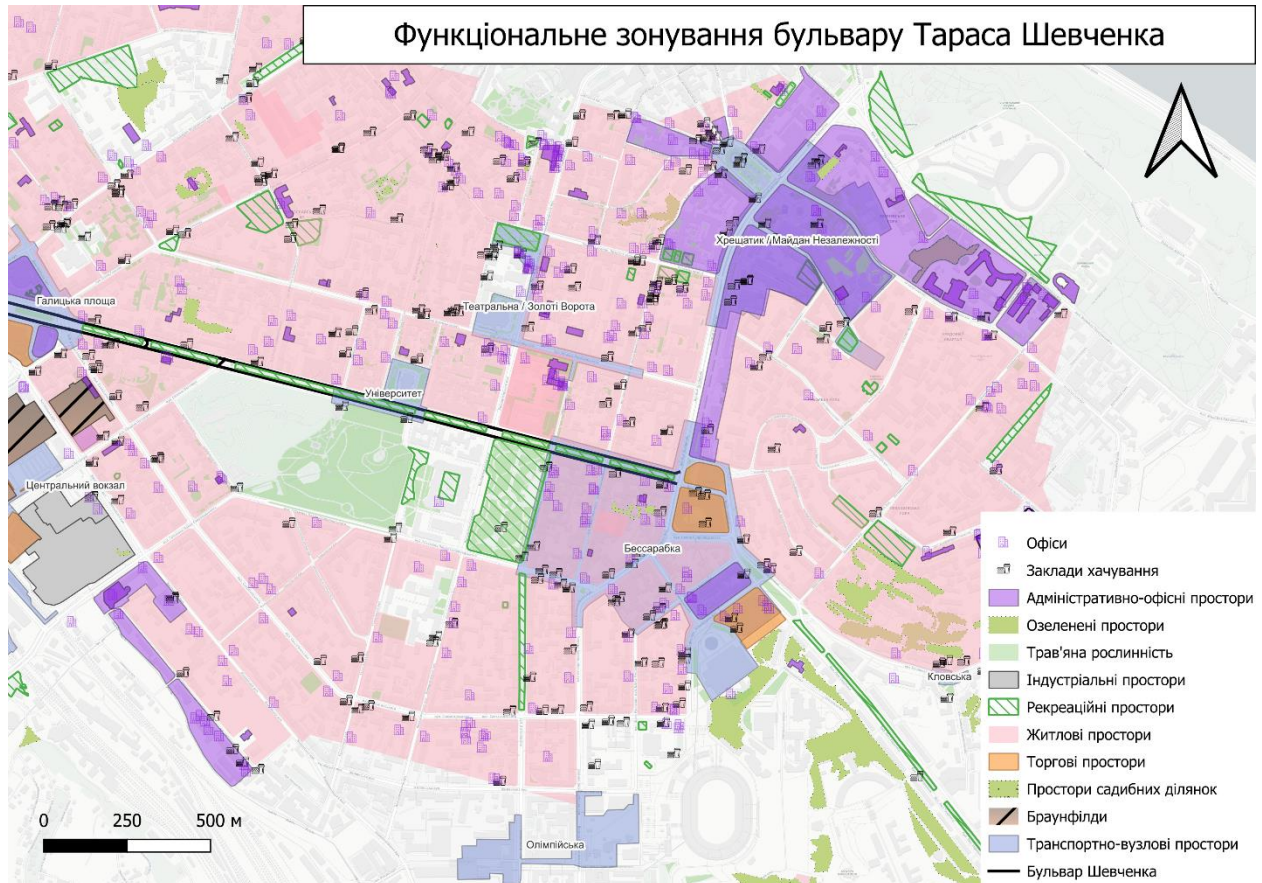 Функціональне зонування бульвару Тараса Шевченка
Хрещатик / Майдан Незалежності
Галицька площа
Театральна / Золоті Ворота
Університет
Центральний вокзал
Бессарабка
Кловська
Олімпійська
0 250 500 м
Офіси
Заклади хачування
Адміністративно-офісні простори
Озеленені простори
Трав'яна рослинність
Індустріальні простори
Рекреаційні простори
Житлові простори
Торгові простори
Простори садибних ділянок
Браунфілди
Транспортно-вузлові простори
Бульвар Шевченка